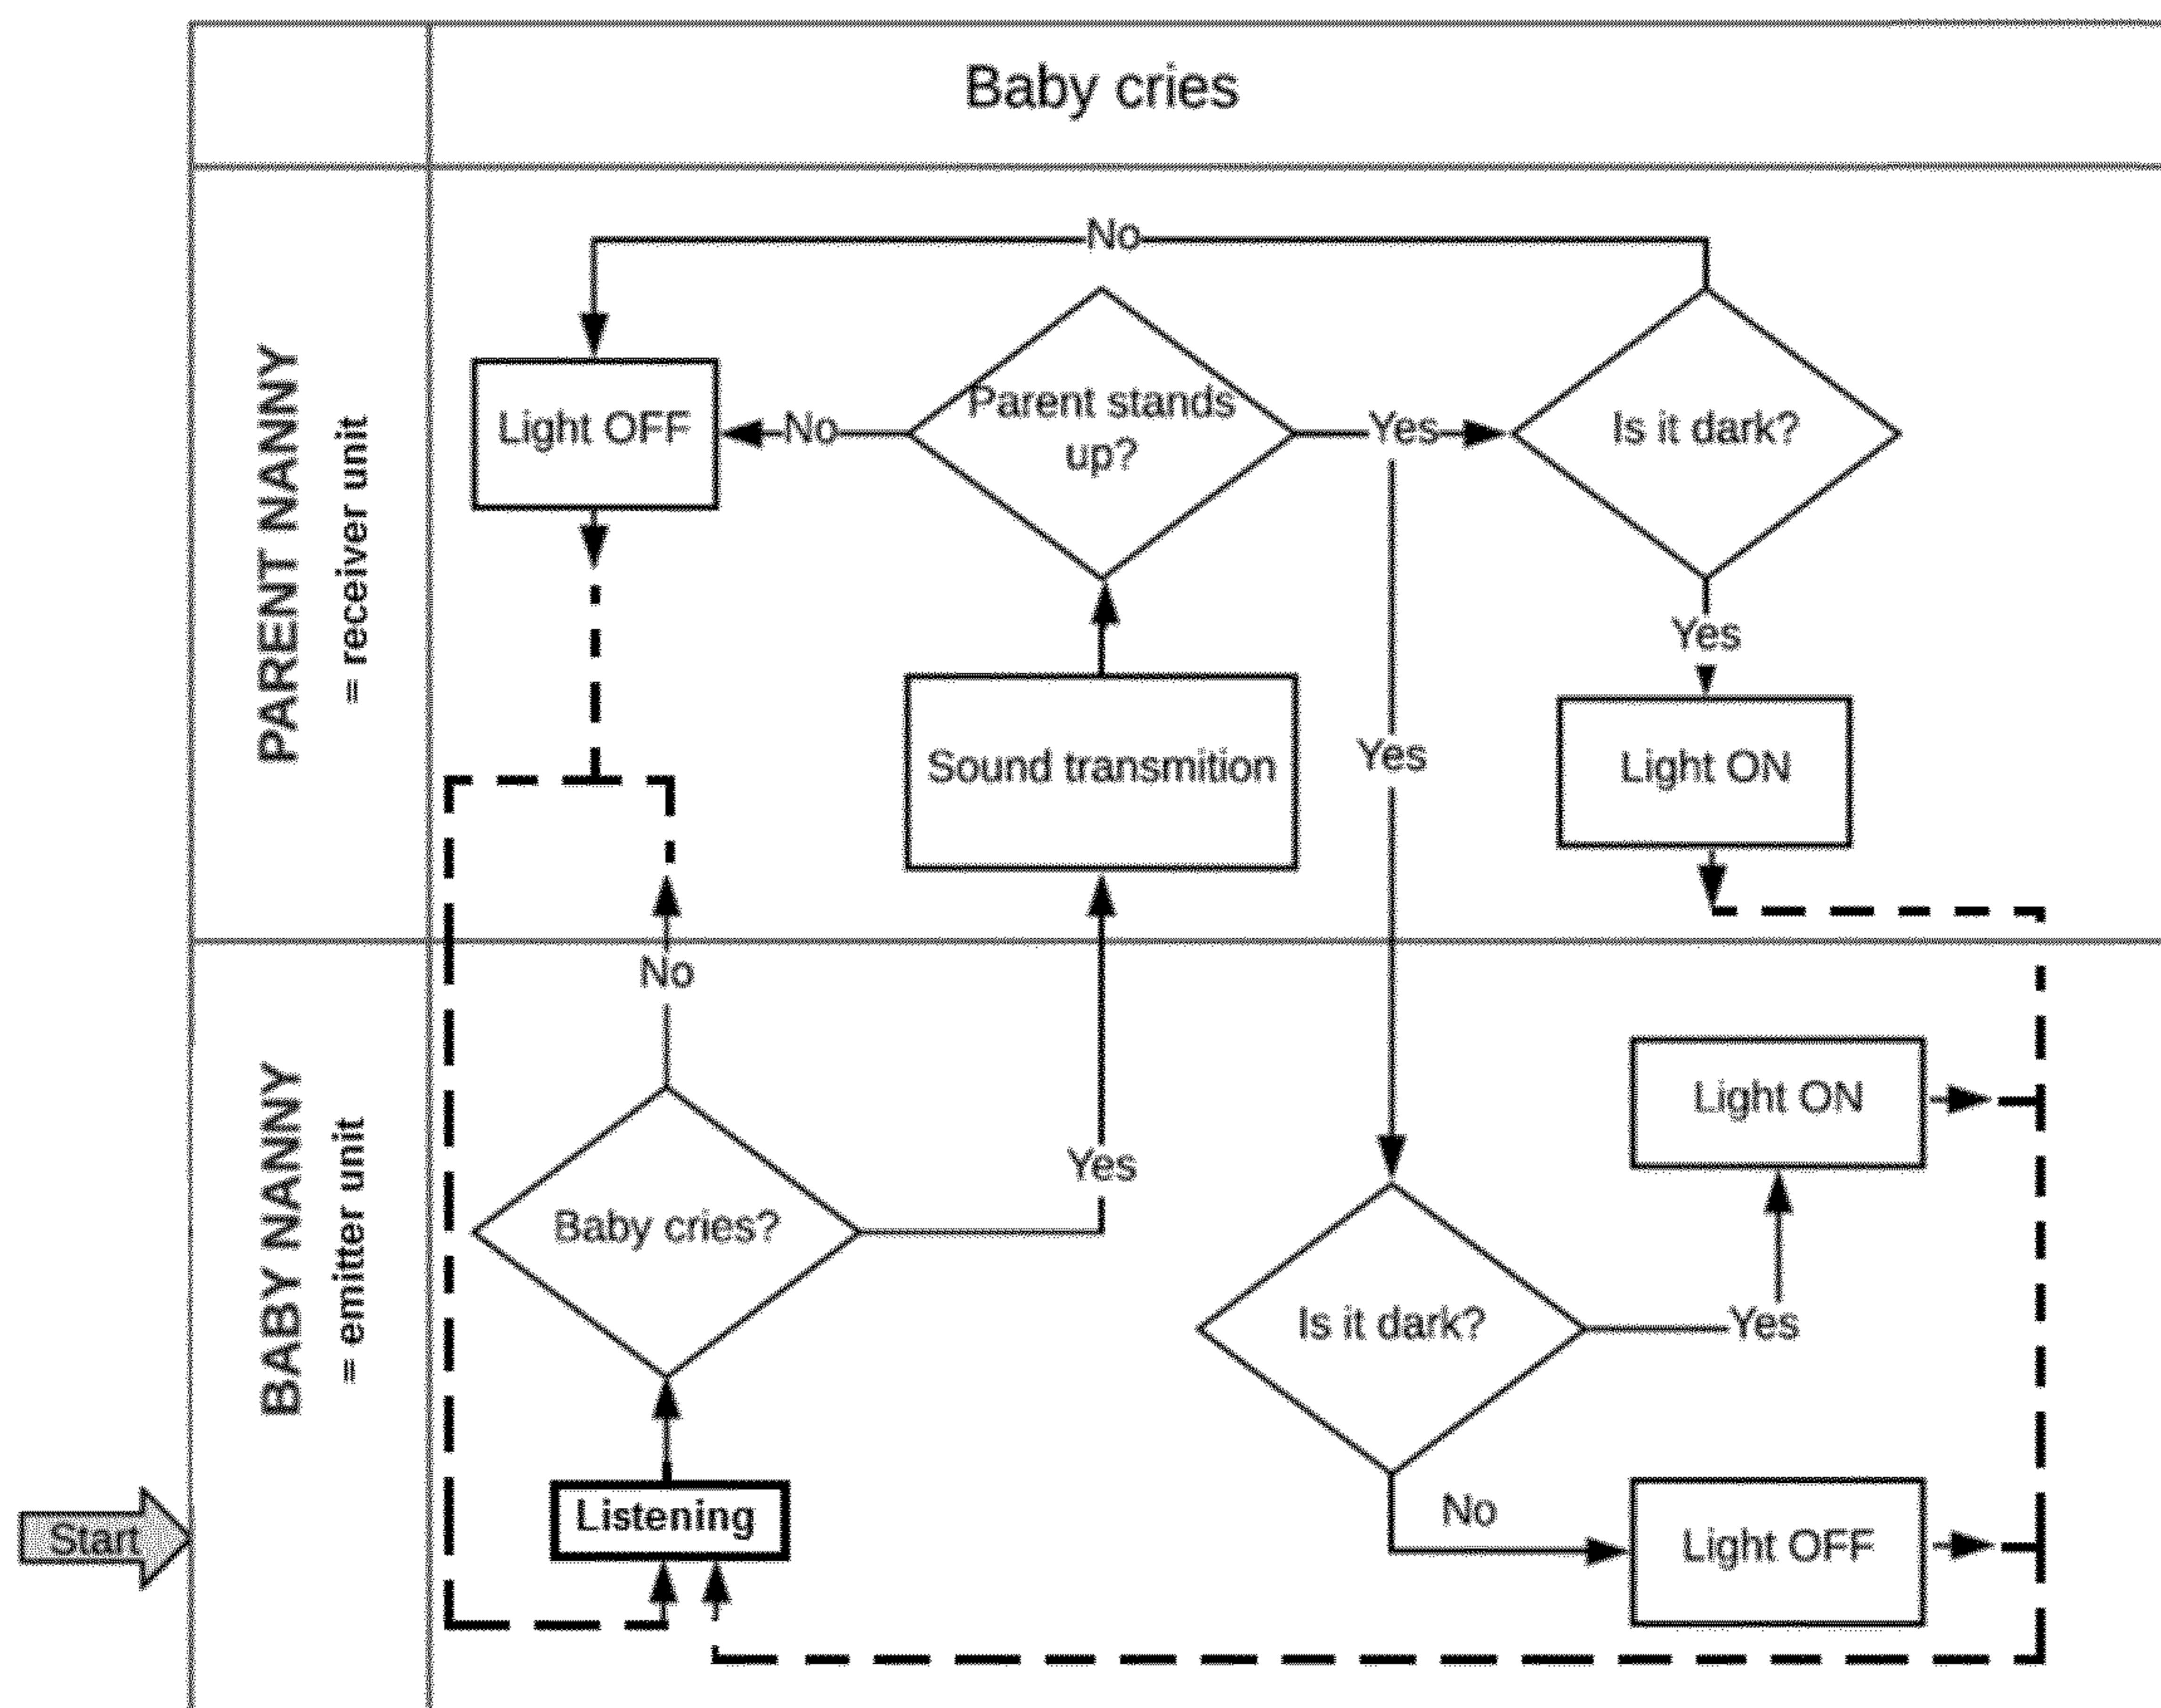 Baby cries
PARENT NANNY
= receiver unit
No
Light OFF
No
Parent stands
up?
Yes
Is it dark?
Yes
Sound transmition
Yes
Light ON
BABY NANNY
= emitter unit
No
Light ON
Yes
Baby cries?
Is it dark?
Yes
Listening
No
Start
Light OFF